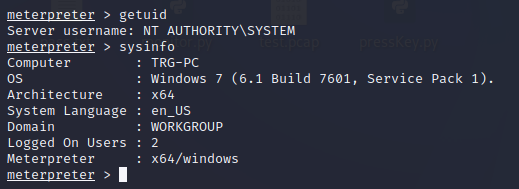 meterpreter > getuid
Server username: NT AUTHORITY\SYSTEM
meterpreter > sysinfo
Computer        : TRG-PC
OS              : Windows 7 (6.1 Build 7601, Service Pack 1).
Architecture    : x64
System Language : en_US
Domain          : WORKGROUP
Logged On Users : 2
Meterpreter     : x64/windows
meterpreter >